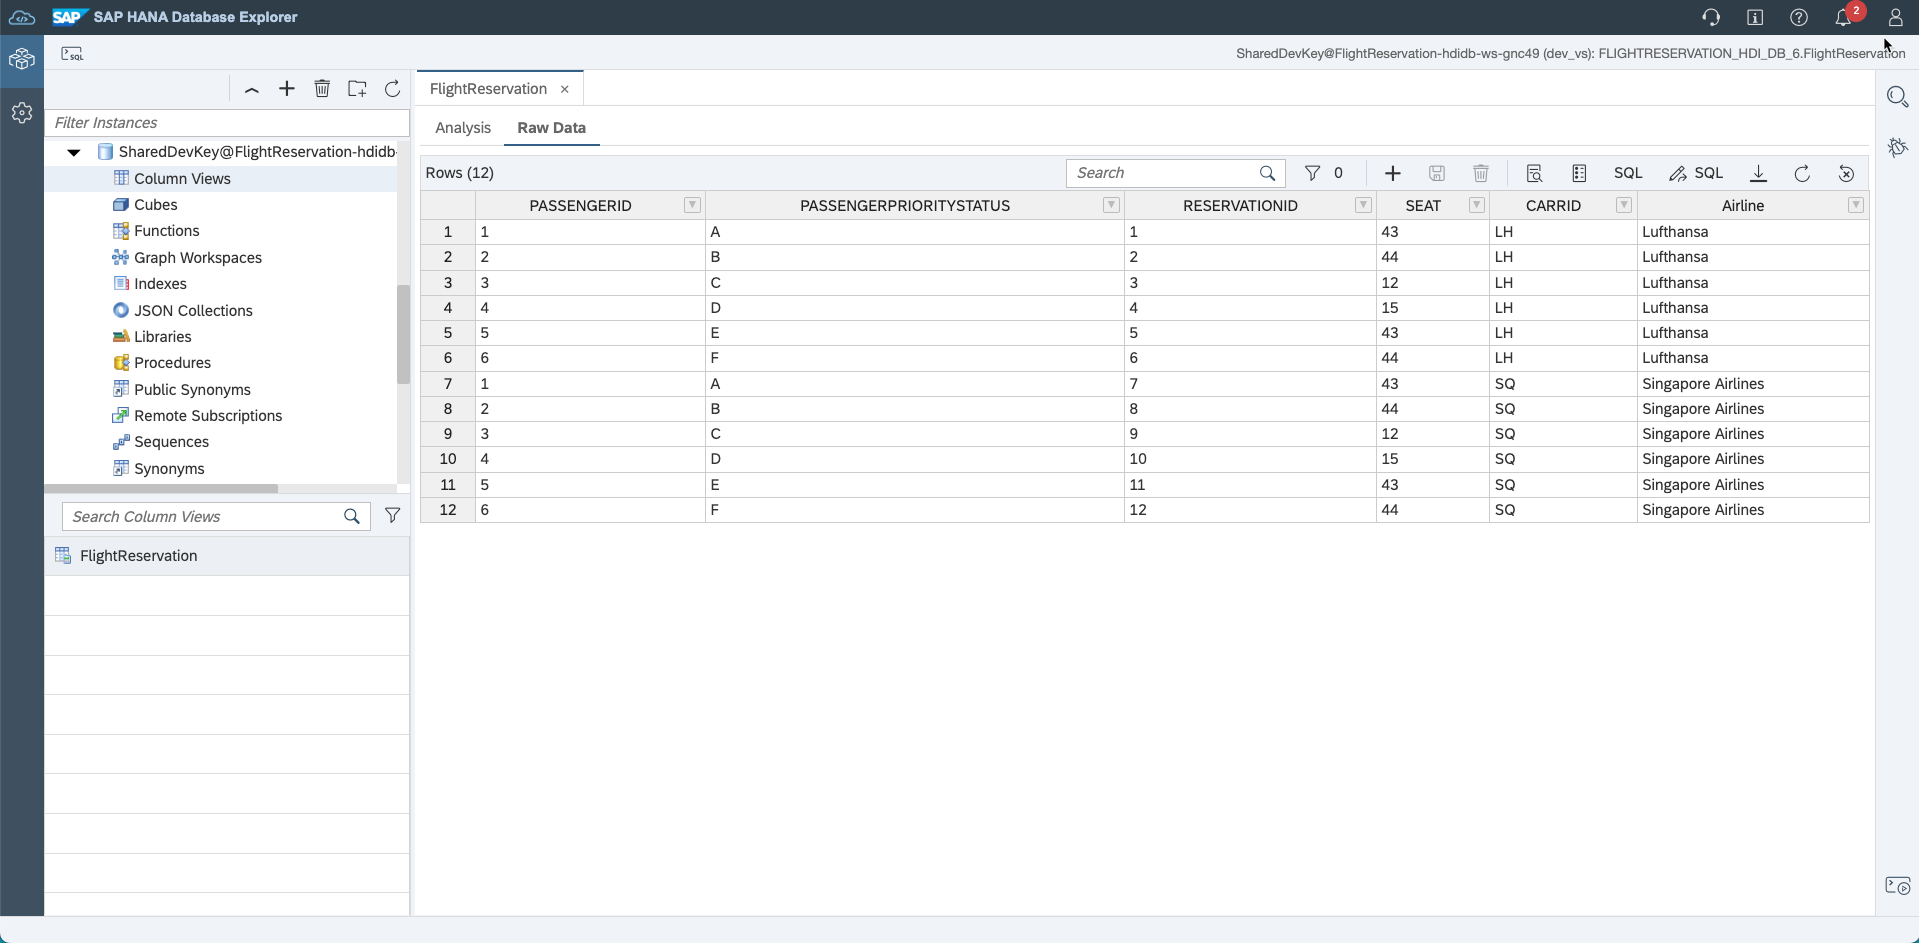 SAP SAP HANA Database Explorer
2
SQL
SharedDevKey@FlightReservation-hdidb-ws-gnc49 (dev_vs): FLIGHTRESERVATION_HDI_DB_6.FlightReservation
Filter Instances
SharedDevKey@FlightReservation-hdidb-
Column Views
Cubes
Functions
Graph Workspaces
Indexes
JSON Collections
Libraries
Procedures
Public Synonyms
Remote Subscriptions
Sequences
Synonyms
Search Column Views
FlightReservation
FlightReservation ×
Analysis Raw Data
Rows (12) Search 0 SQL SQL
PASSENGERID PASSENGERPRIORITYSTATUS RESERVATIONID SEAT CARRID Airline
1 1 A 1 43 LH Lufthansa
2 2 B 2 44 LH Lufthansa
3 3 C 3 12 LH Lufthansa
4 4 D 4 15 LH Lufthansa
5 5 E 5 43 LH Lufthansa
6 6 F 6 44 LH Lufthansa
7 1 A 7 43 SQ Singapore Airlines
8 2 B 8 44 SQ Singapore Airlines
9 3 C 9 12 SQ Singapore Airlines
10 4 D 10 15 SQ Singapore Airlines
11 5 E 11 43 SQ Singapore Airlines
12 6 F 12 44 SQ Singapore Airlines